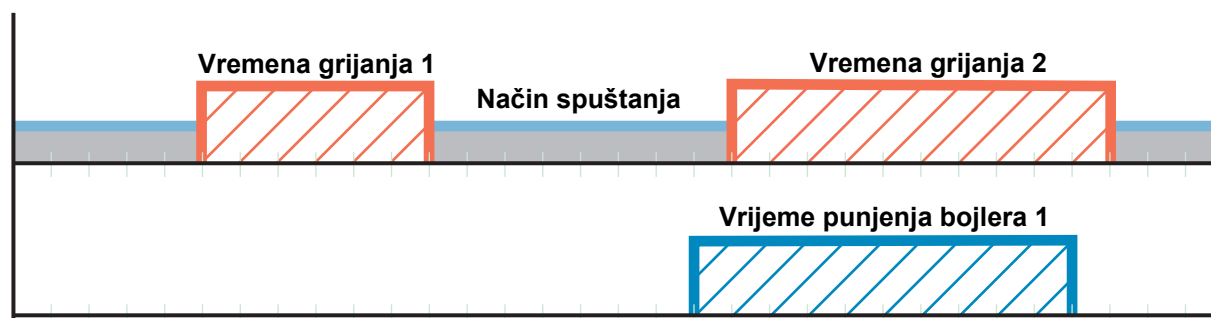 Vremena grijanja 1
Vremena grijanja 2
Način spuštanja
Vrijeme punjenja bojlera 1